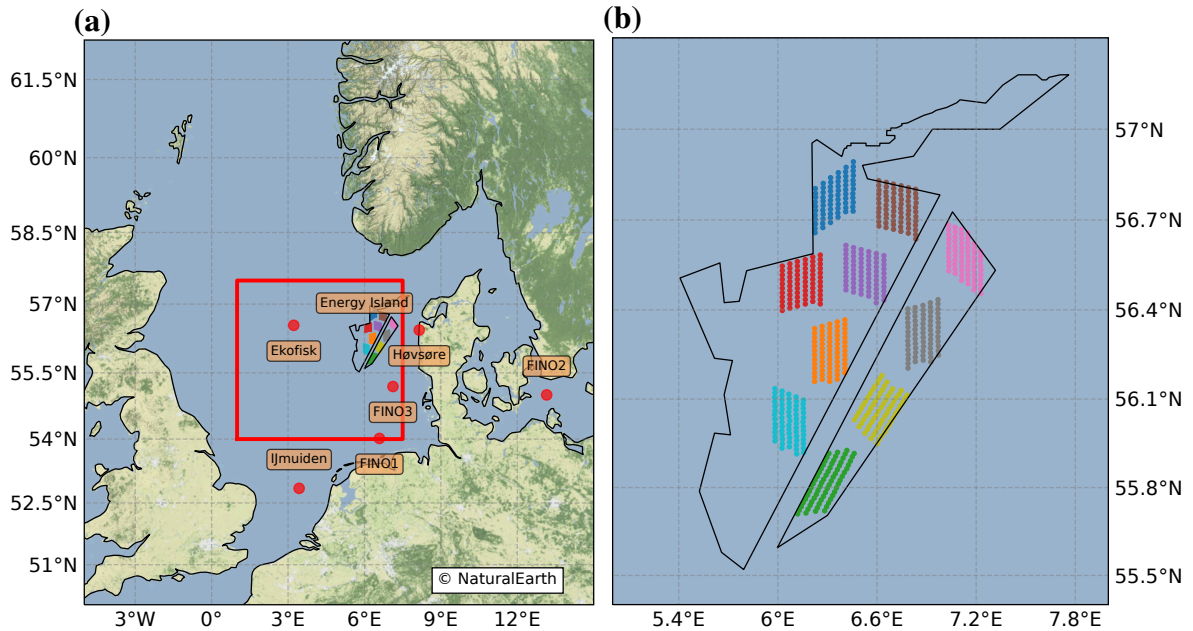 (a)
(b)
61.5°N
60°N
58.5°N
57°N
55.5°N
54°N
52.5°N
51°N
Energy Island
Ekofisk
Høvsøre
FINO2
FINO3
IJmuiden
FINO1
© NaturalEarth
3°W 0° 3°E 6°E 9°E 12°E
57°N
56.7°N
56.4°N
56.1°N
55.8°N
55.5°N
5.4 6 6.6 7.2 7.8°E